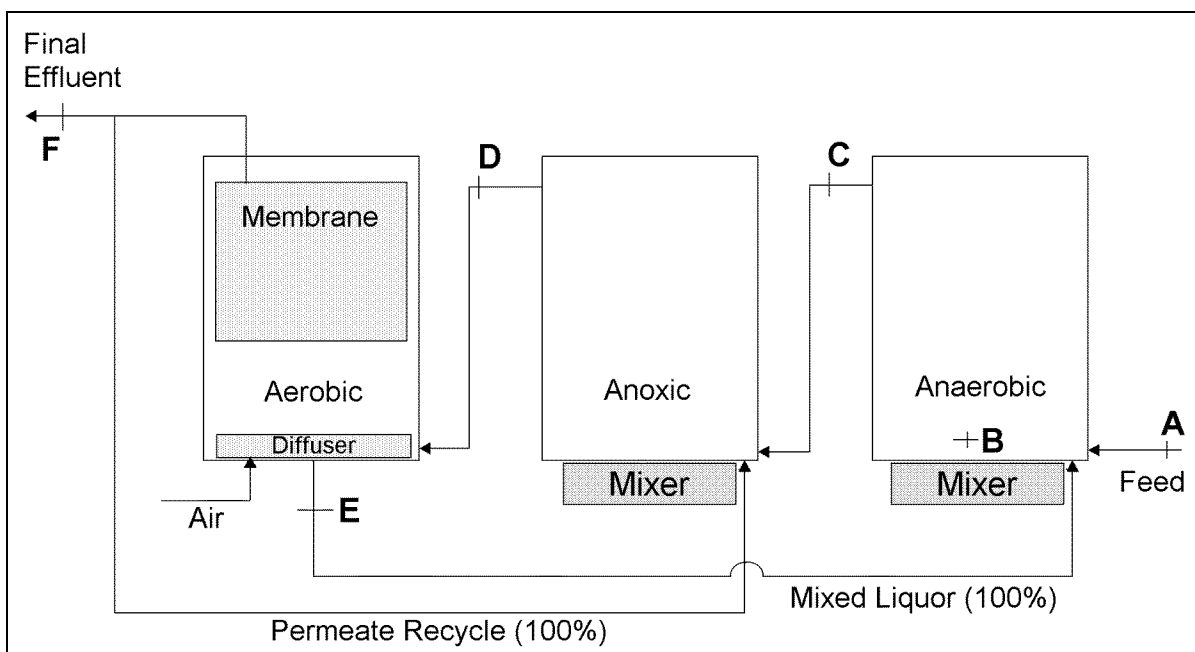 Final
Effluent
F
D
C
Membrane
Aerobic
Anoxic
Anaerobic
B
A
Diffuser
Mixer
Mixer
Feed
Air
E
Mixed Liquor (100%)
Permeate Recycle (100%)